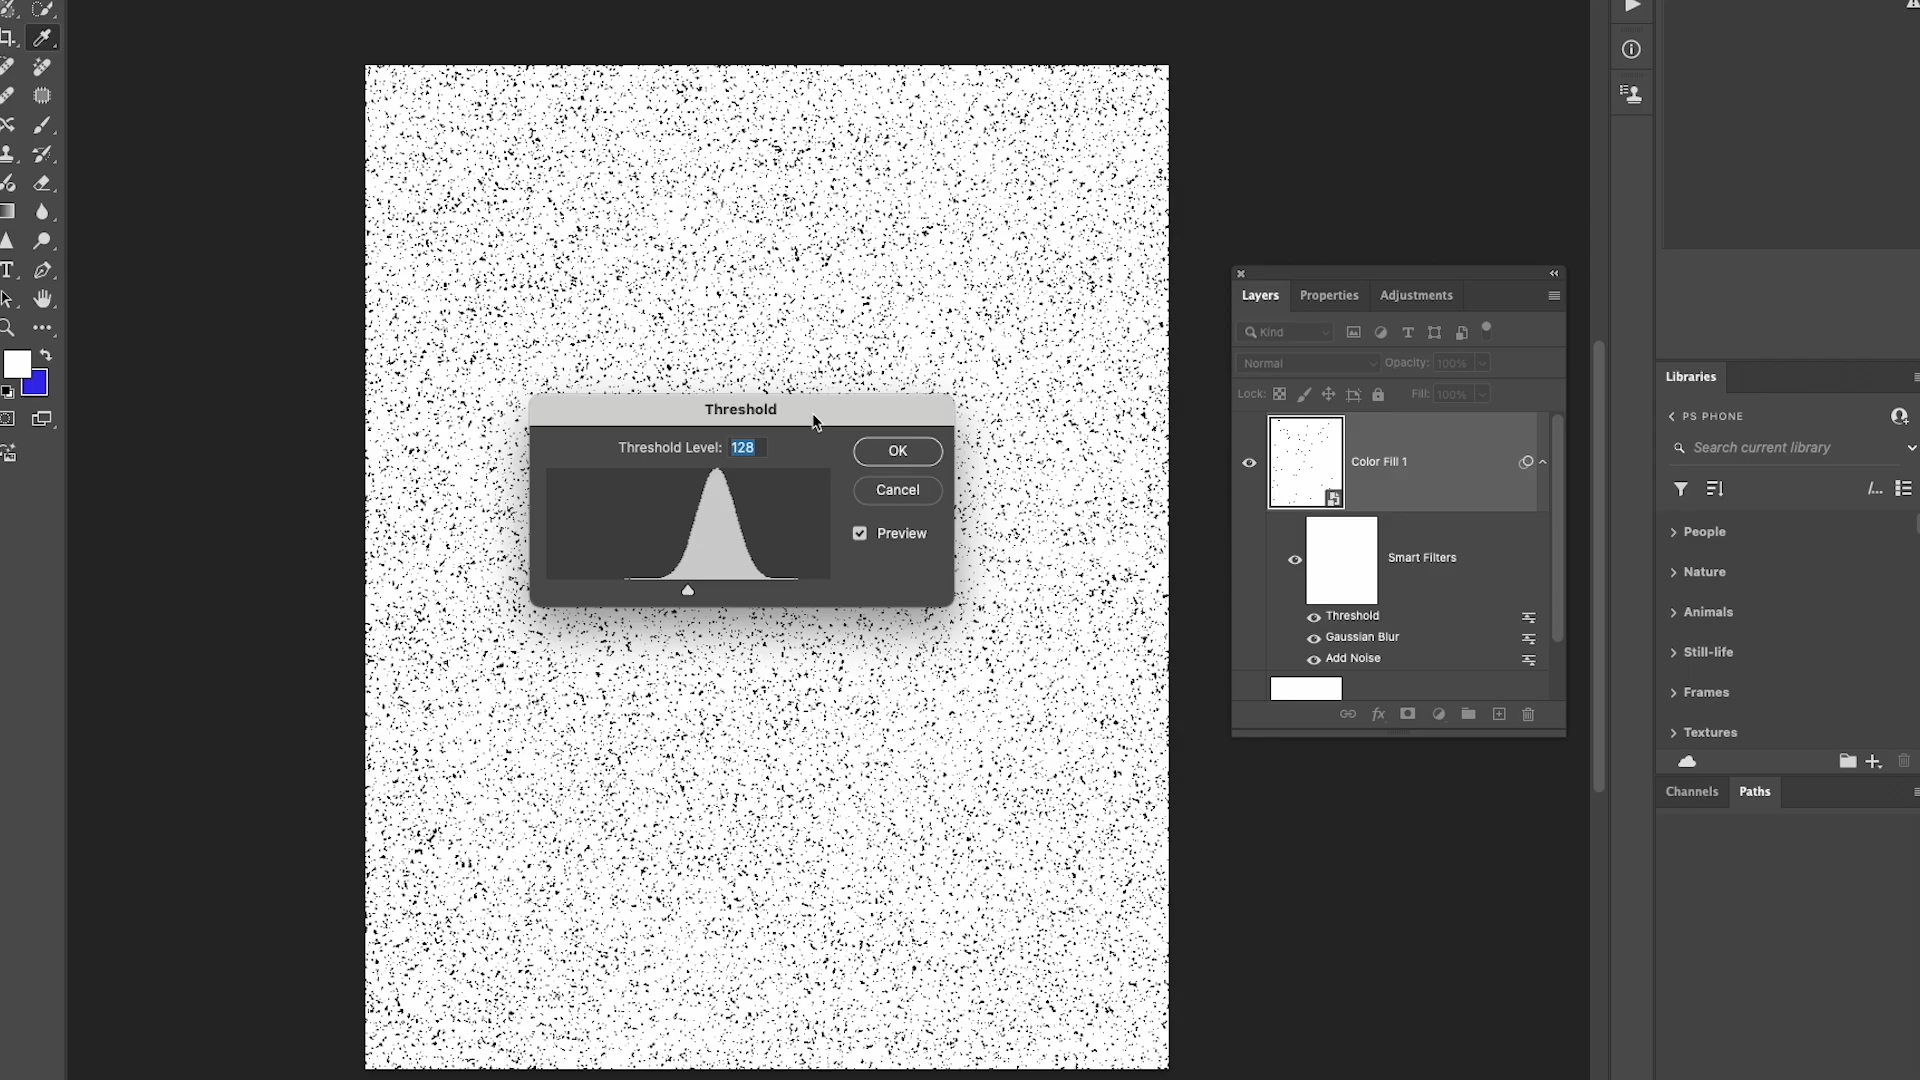 Threshold
Threshold Level: 128
OK
Cancel
Preview
Layers
Properties
Adjustments
Kind
Normal
Opacity: 100%
Lock:
Fill: 100%
Color Fill 1
Smart Filters
Threshold
Gaussian Blur
Add Noise
fx
Libraries
PS PHONE
Search current library
People
Nature
Animals
Still-life
Frames
Textures
Channels
Paths